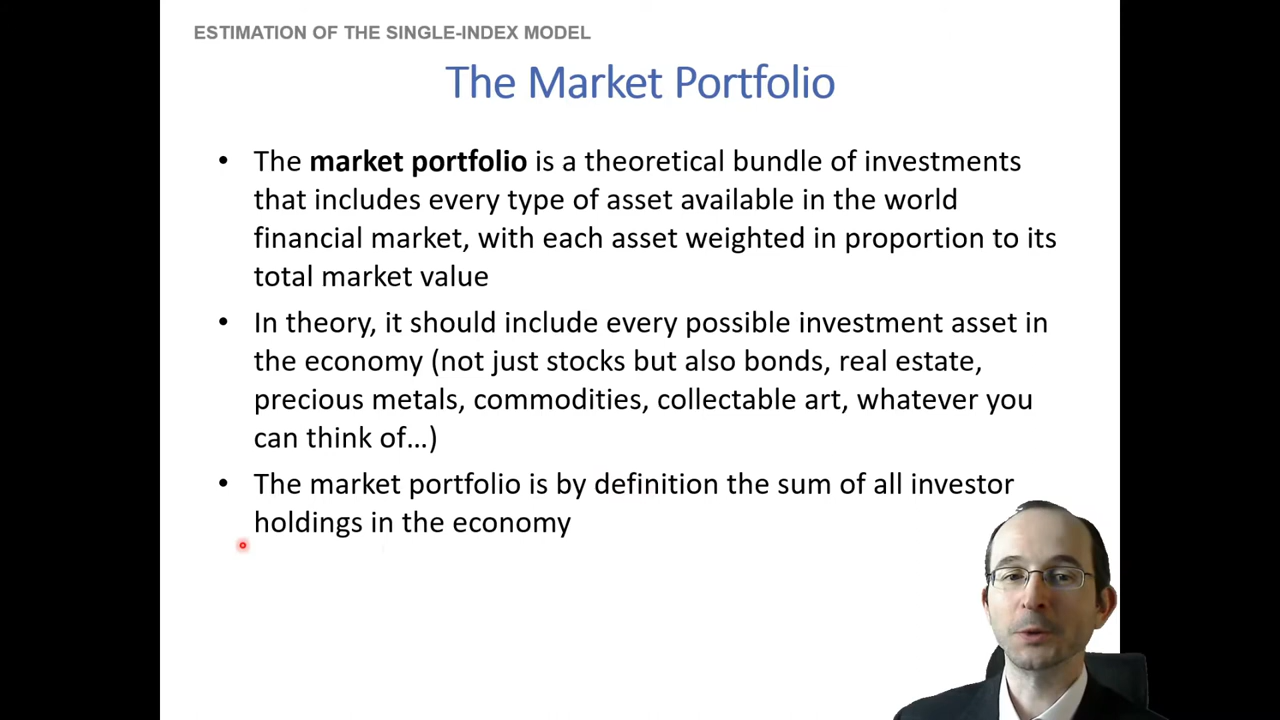 ESTIMATION OF THE SINGLE-INDEX MODEL
The Market Portfolio
• The market portfolio is a theoretical bundle of investments
that includes every type of asset available in the world
financial market, with each asset weighted in proportion to its
total market value
• In theory, it should include every possible investment asset in
the economy (not just stocks but also bonds, real estate,
precious metals, commodities, collectable art, whatever you
can think of…)
• The market portfolio is by definition the sum of all investor
holdings in the economy